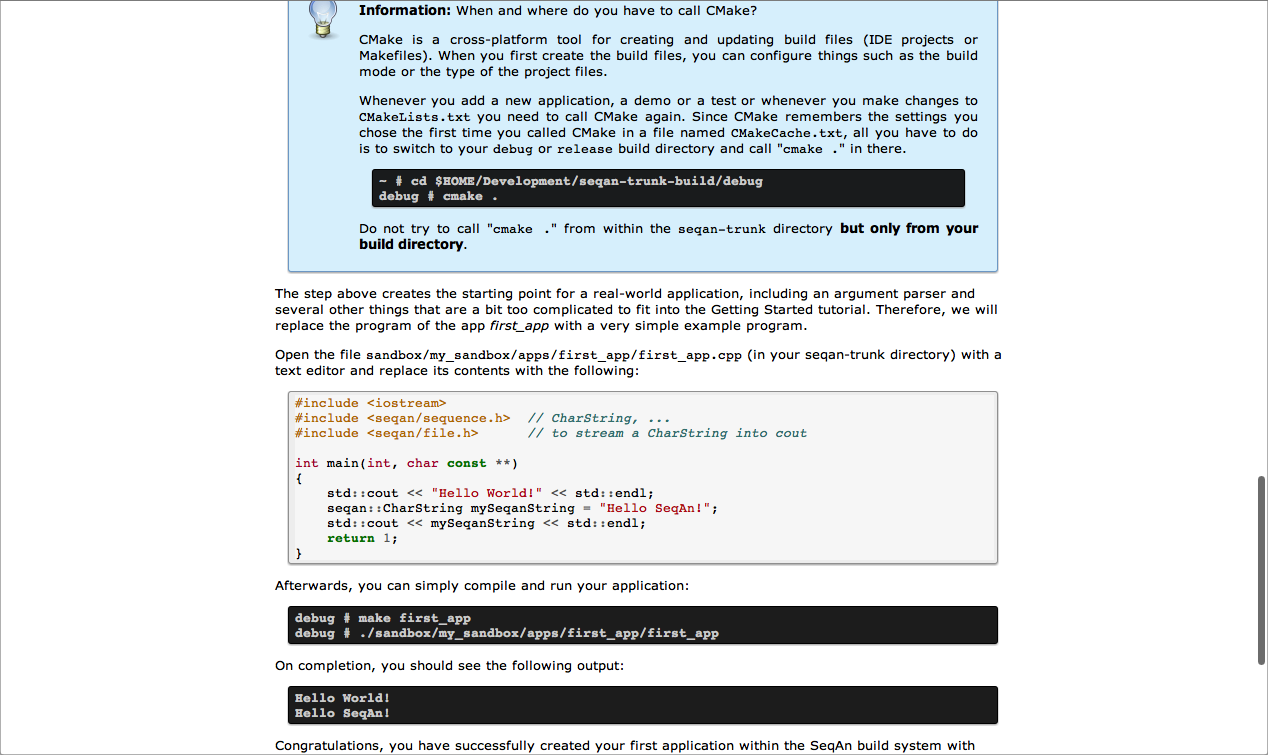 Information: When and where do you have to call CMake?
CMake is a cross-platform tool for creating and updating build files (IDE projects or
Makefiles). When you first create the build files, you can configure things such as the build
mode or the type of the project files.
Whenever you add a new application, a demo or a test or whenever you make changes to
CMakeLists.txt you need to call CMake again. Since CMake remembers the settings you
chose the first time you called CMake in a file named CMakeCache.txt, all you have to do
is to switch to your debug or release build directory and call "cmake ." in there.
~ # cd $HOME/Development/seqan-trunk-build/debug
debug # cmake .
Do not try to call "cmake ." from within the seqan-trunk directory but only from your
build directory.
The step above creates the starting point for a real-world application, including an argument parser and
several other things that are a bit too complicated to fit into the Getting Started tutorial. Therefore, we will
replace the program of the app first_app with a very simple example program.
Open the file sandbox/my_sandbox/apps/first_app/first_app.cpp (in your seqan-trunk directory) with a
text editor and replace its contents with the following:
#include <iostream>
#include <seqan/sequence.h>  // CharString, ...
#include <seqan/file.h>      // to stream a CharString into cout
int main(int, char const **)
{
    std::cout << "Hello World!" << std::endl;
    seqan::CharString mySeqanString = "Hello SeqAn!";
    std::cout << mySeqanString << std::endl;
    return 1;
}
Afterwards, you can simply compile and run your application:
debug # make first_app
debug # ./sandbox/my_sandbox/apps/first_app/first_app
On completion, you should see the following output:
Hello World!
Hello SeqAn!
Congratulations, you have successfully created your first application within the SeqAn build system with